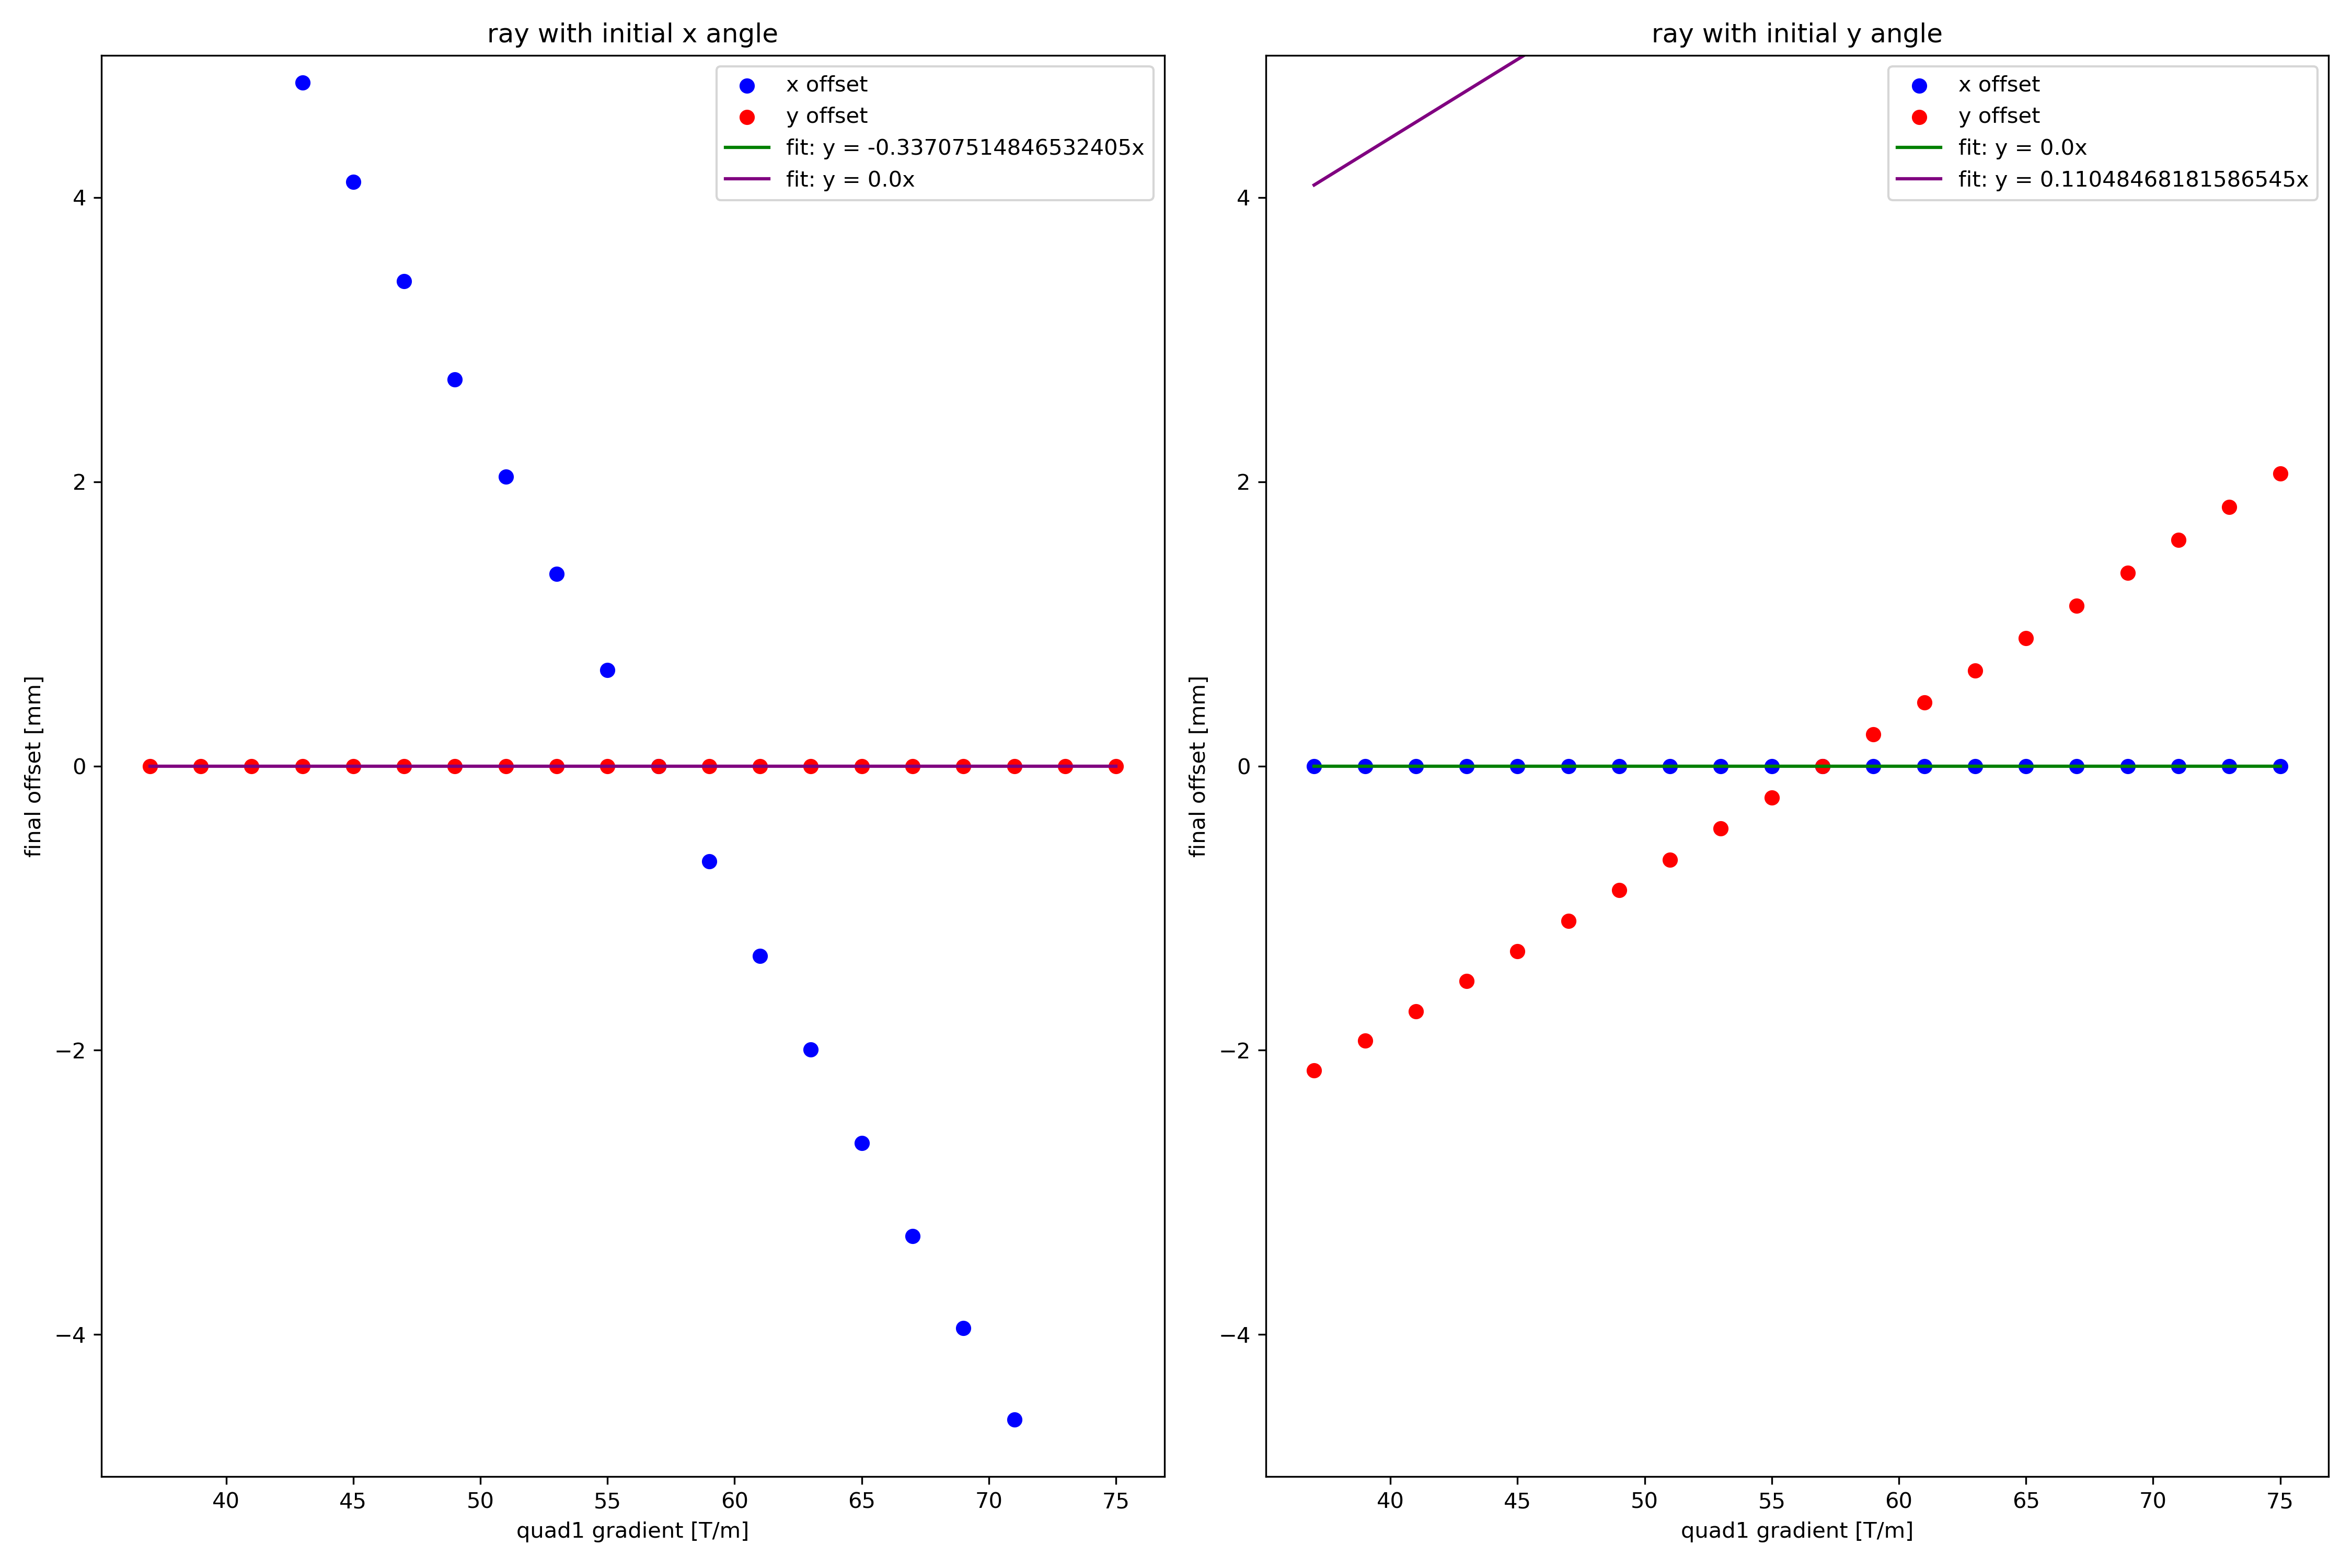 ray with initial x angle
x offset
y offset
fit: y = -0.33707514846532405x
fit: y = 0.0x
4
2
0
−2
−4
final offset [mm]
40 45 50 55 60 65 70 75
quad1 gradient [T/m]
ray with initial y angle
x offset
y offset
fit: y = 0.0x
fit: y = 0.11048468181586545x
4
2
0
−2
−4
final offset [mm]
40 45 50 55 60 65 70 75
quad1 gradient [T/m]